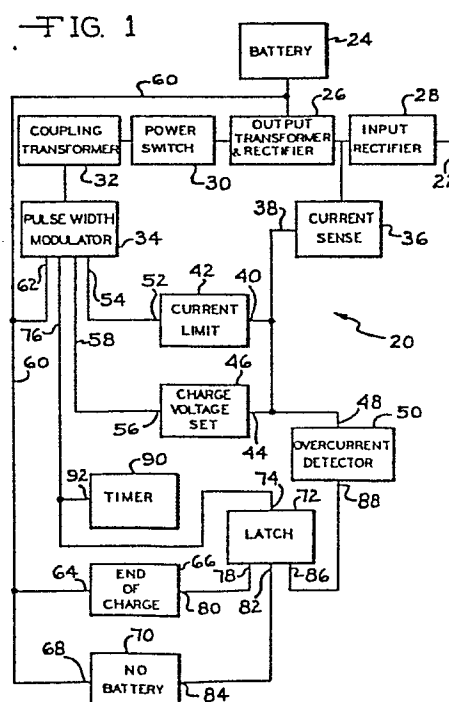 FIG. 1
BATTERY
24
60
26
28
COUPLING
TRANSFORMER
POWER
SWITCH
OUTPUT
TRANSFORMER
& RECTIFIER
INPUT
RECTIFIER
32
30
22
38
PULSE WIDTH
MODULATOR
34
CURRENT
SENSE
36
62
54
42
52
40
CURRENT
LIMIT
76
58
20
60
46
48
50
CHARGE
VOLTAGE
SET
56
44
OVERCURRENT
DETECTOR
88
90
74
72
92
TIMER
LATCH
66
78
82
86
64
END
OF
CHARGE
80
70
68
NO
BATTERY
84